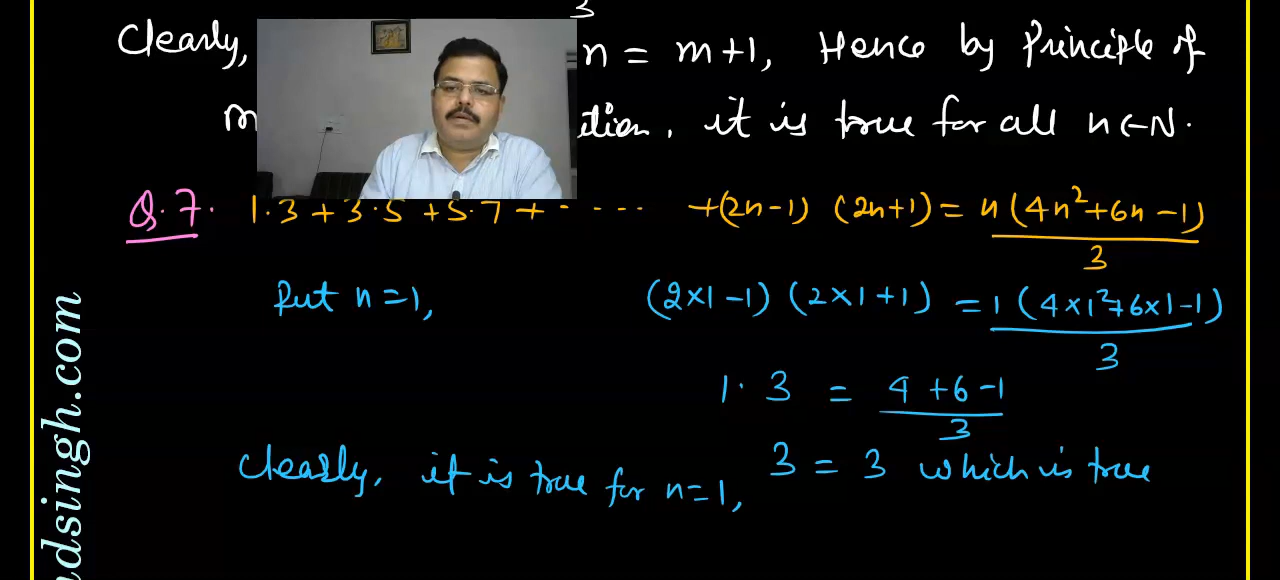 3
Clearly, n = m+1, Hence by Principle of
it is true for all n∈N.
Q.7. 1.3 + 3.5 + 5.7 + ..... +(2n-1) (2n+1) = n(4n²+6n-1)
3
Put n=1, (2×1-1) (2×1+1) = 1 (4×1²+6×1-1)
3
1. 3 = 4+6-1
3
3 = 3 which is true
Clearly, it is true for n=1,
ndsingh.com